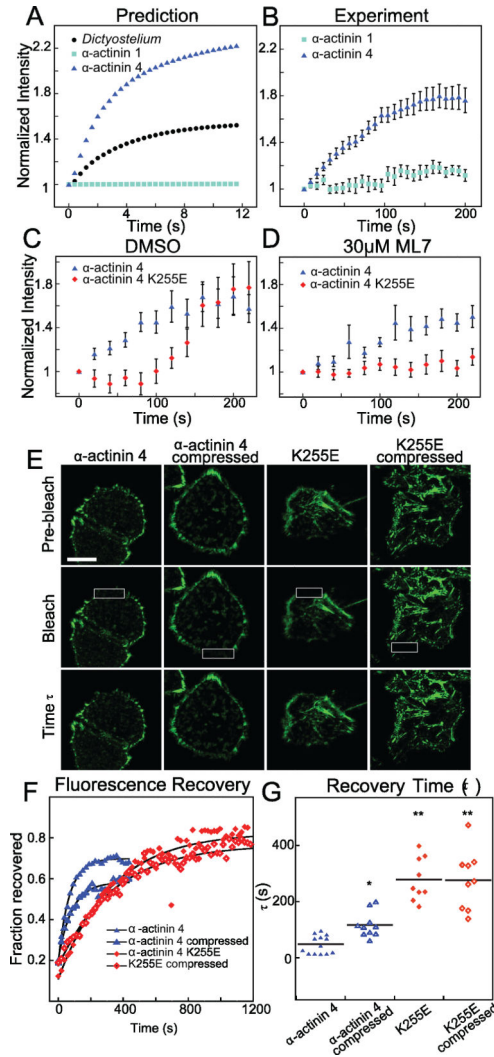 A Prediction
Normalized Intensity
2.2
1.8
1.4
1
Dictyostelium
α-actinin 1
α-actinin 4
0 4 8 12
Time (s)
B Experiment
2.2
1.8
1.4
1
α-actinin 1
α-actinin 4
0 100 200
Time (s)
C DMSO
Normalized Intensity
1.8
1.4
1
α-actinin 4
α-actinin 4 K255E
0 100 200
Time (s)
D 30μM ML7
1.8
1.4
1
α-actinin 4
α-actinin 4 K255E
0 100 200
Time (s)
E
α-actinin 4
α-actinin 4
compressed
K255E
K255E
compressed
Pre-bleach
Bleach
Time τ
F Fluorescence Recovery
Fraction recovered
1.0
0.8
0.6
0.4
0.2
α -actinin 4
α -actinin 4 compressed
α -actinin 4 K255E
K255E compressed
0 400 800 1200
Time (s)
G Recovery Time ( )
τ (s)
400
200
0
*
**
**
α-actinin 4
α-actinin 4
compressed
K255E
K255E
compressed